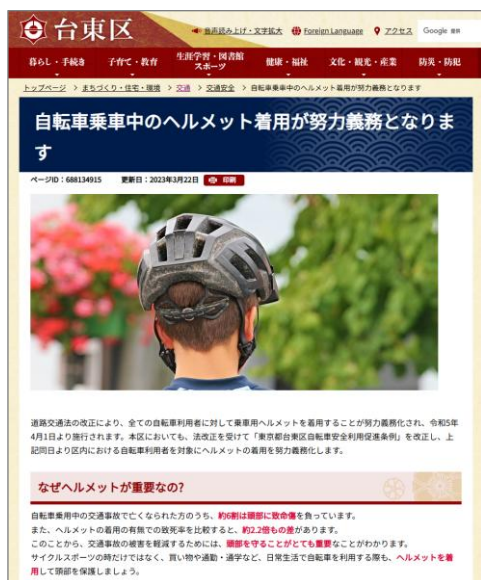 台東区
音声読み上げ・文字拡大 Foreign Language アクセス Google
暮らし・手続き 子育て・教育 生涯学習・図書館 スポーツ 健康・福祉 文化・観光・産業 防災・防犯
トップページ > まちづくり・住宅・環境 > 交通 > 交通安全 > 自転車乗車中のヘルメット着用が努力義務となります
自転車乗車中のヘルメット着用が努力義務となりま
す
ページID:688134915 更新日:2023年3月22日 印刷
道路交通法の改正により、全ての自転車利用者に対して乗車用ヘルメットを着用することが努力義務化され、令和5年
4月1日より施行されます。本区においても、法改正を受けて「東京都台東区自転車安全利用促進条例」を改正し、上
記同日より区内における自転車利用者を対象にヘルメットの着用を努力義務化します。
なぜヘルメットが重要なの?
自転車乗用中の交通事故で亡くなられた方のうち、約6割は頭部に致命傷を負っています。
また、ヘルメットの着用の有無での致死率を比較すると、約2.2倍もの差があります。
このことから、交通事故の被害を軽減するためには、頭部を守ることがとても重要なことがわかります。
サイクルスポーツの時だけではなく、買い物や通勤・通学など、日常生活で自転車を利用する際も、ヘルメットを着
用して頭部を保護しましょう。